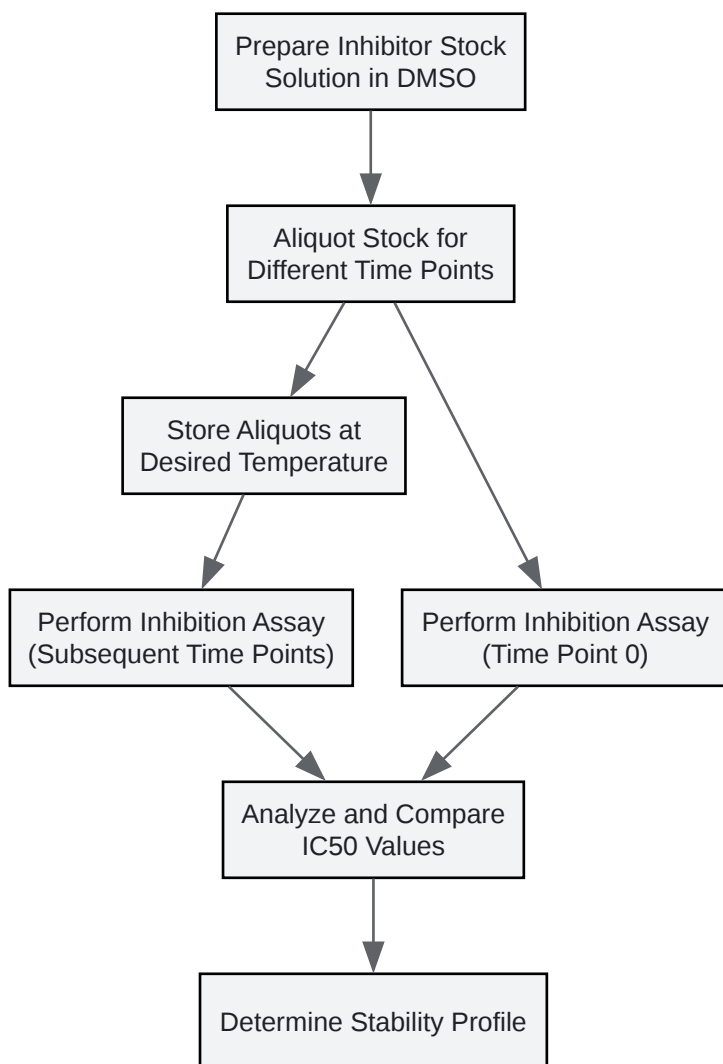 Prepare Inhibitor Stock
Solution in DMSO
Aliquot Stock for
Different Time Points
Store Aliquots at
Desired Temperature
Perform Inhibition Assay
(Subsequent Time Points)
Perform Inhibition Assay
(Time Point 0)
Analyze and Compare
IC50 Values
Determine Stability Profile